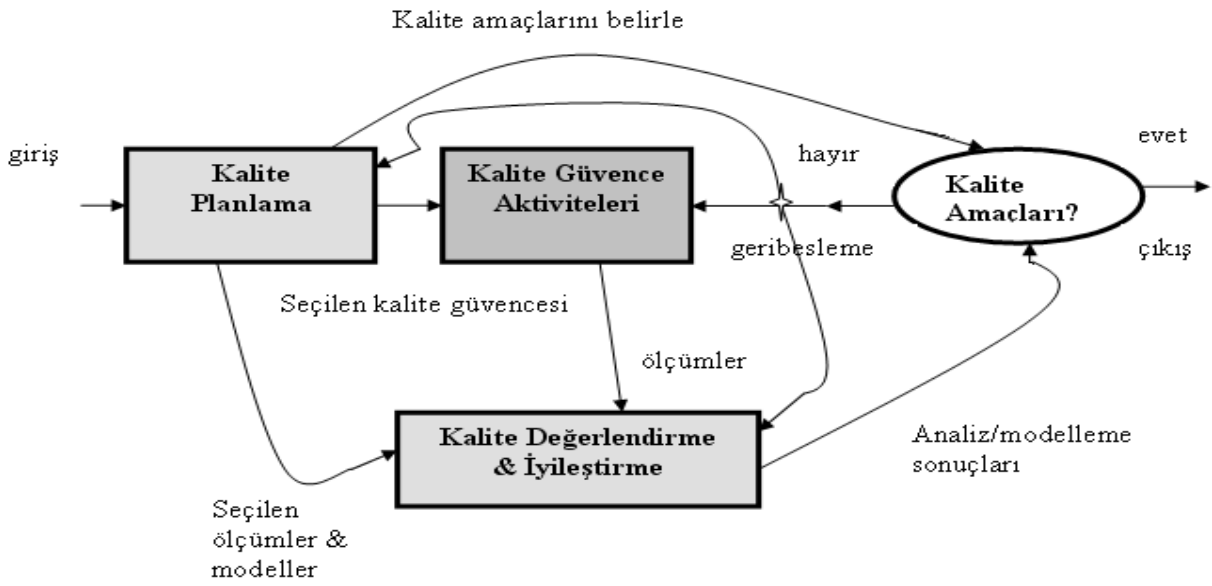 Kalite amaçlarını belirle
giriş
Kalite
Planlama
Kalite Güvence
Aktiviteleri
hayır
geribesleme
Kalite
Amaçları?
evet
çıkış
Seçilen kalite güvencesi
ölçümler
Kalite Değerlendirme
& İyileştirme
Analiz/modelleme
sonuçları
Seçilen
ölçümler &
modeller